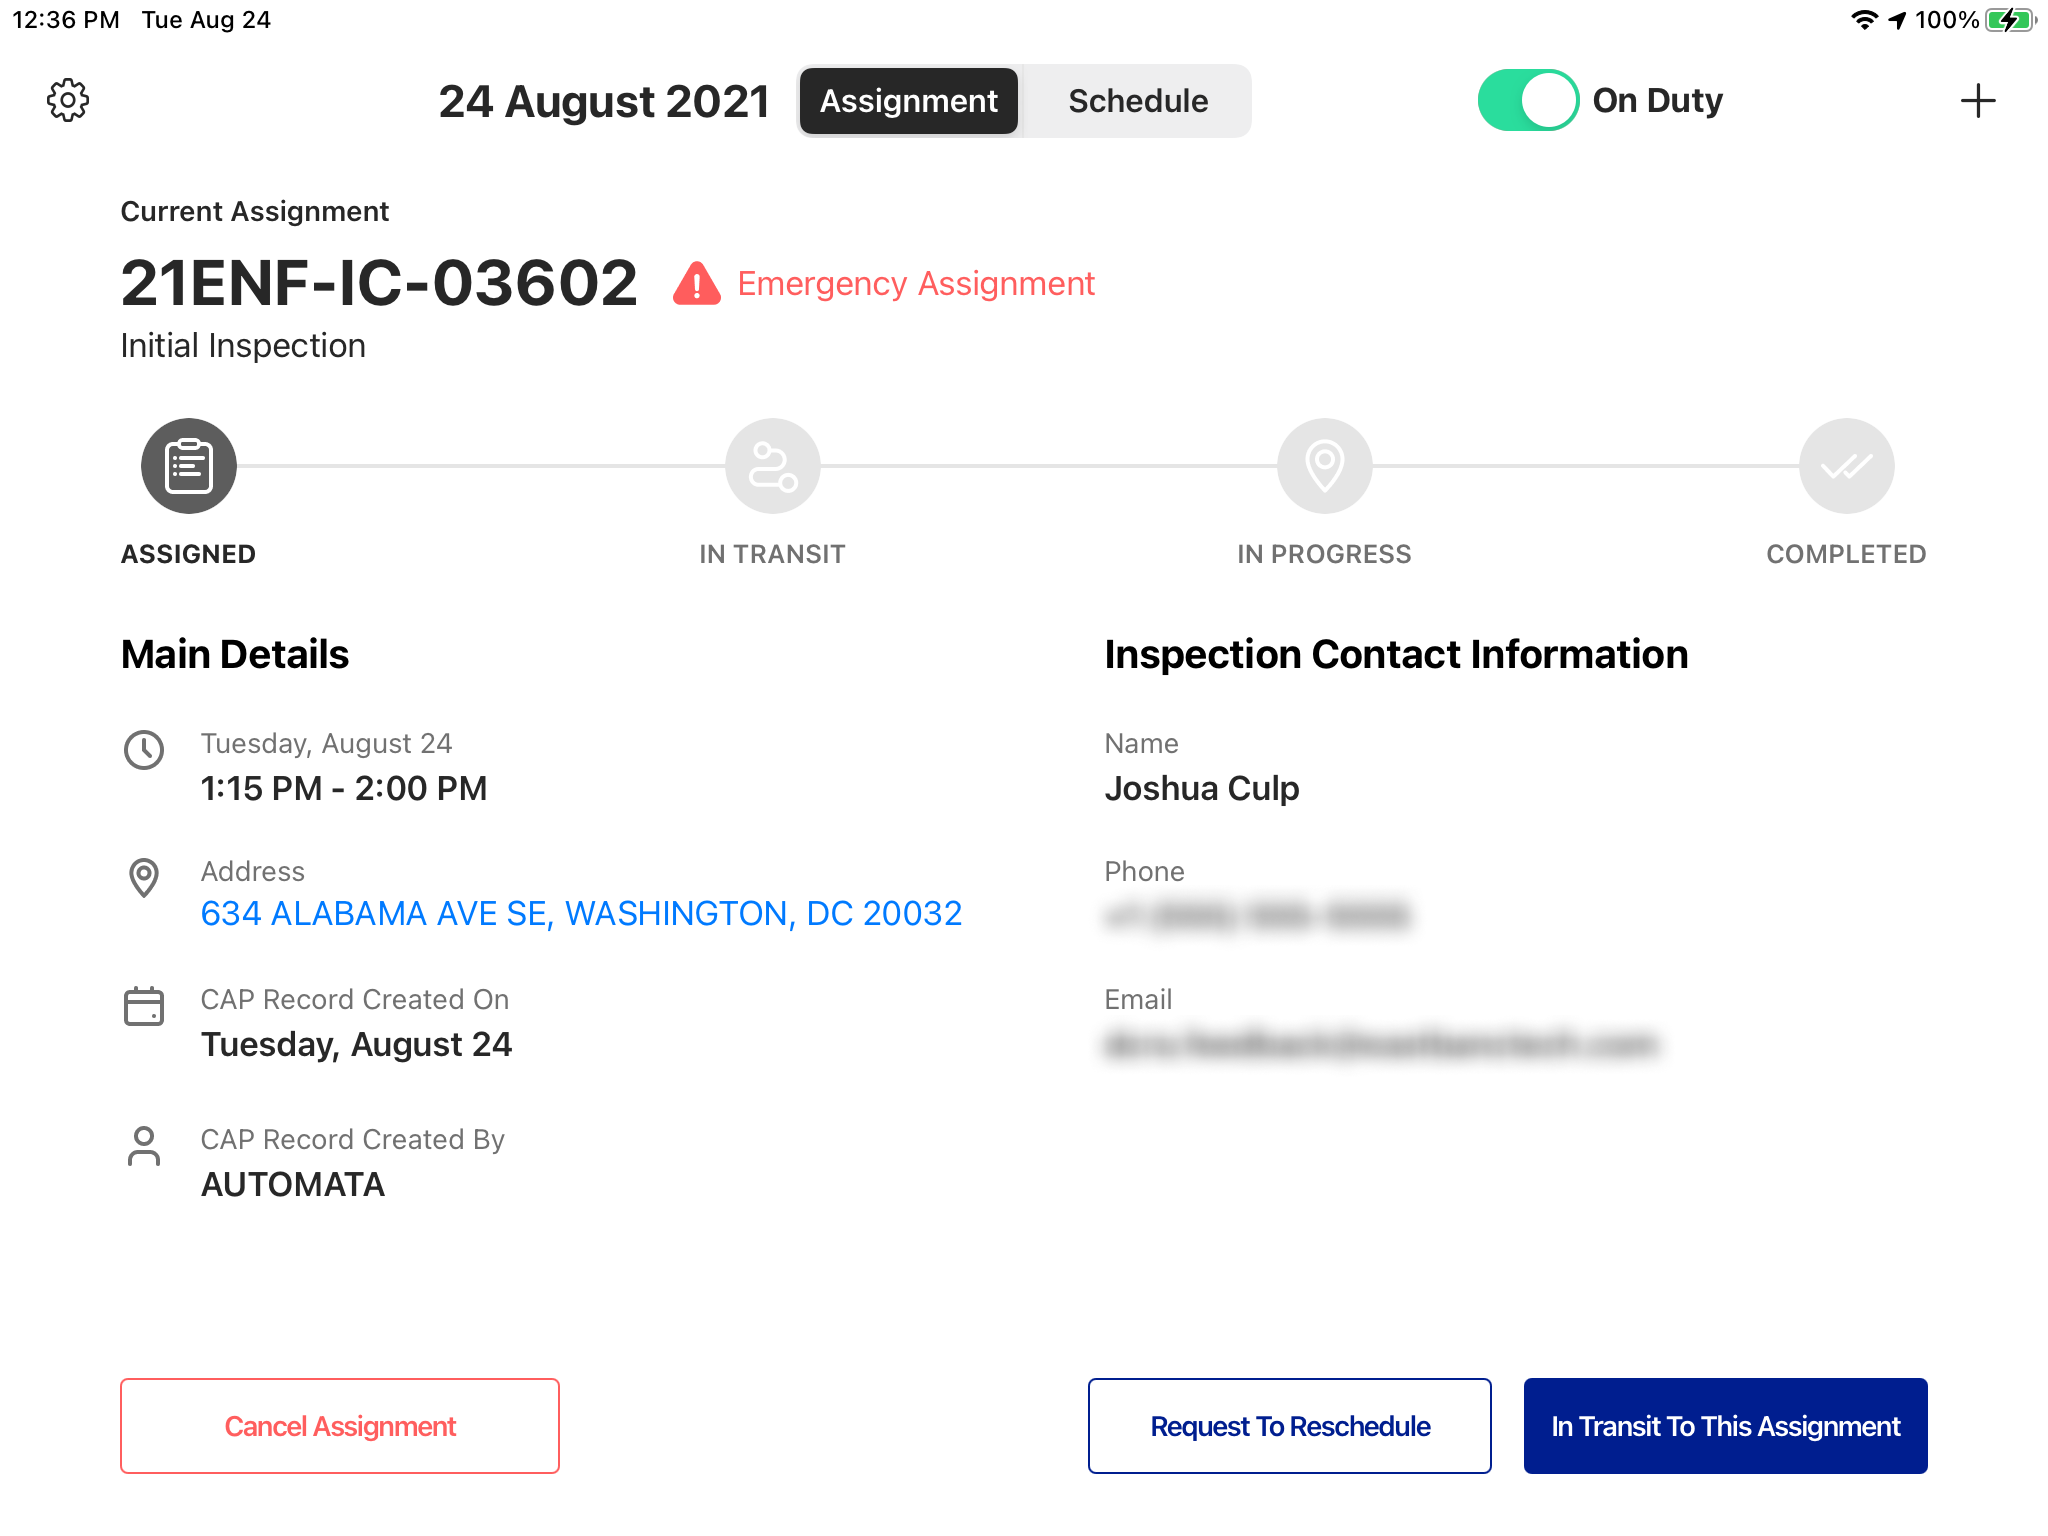 12:36 PM Tue Aug 24 100%
24 August 2021 Assignment Schedule On Duty
Current Assignment
21ENF-IC-03602 Emergency Assignment
Initial Inspection
ASSIGNED IN TRANSIT IN PROGRESS COMPLETED
Main Details
Tuesday, August 24
1:15 PM - 2:00 PM
Address
634 ALABAMA AVE SE, WASHINGTON, DC 20032
CAP Record Created On
Tuesday, August 24
CAP Record Created By
AUTOMATA
Inspection Contact Information
Name
Joshua Culp
Phone
Email
Cancel Assignment Request To Reschedule In Transit To This Assignment